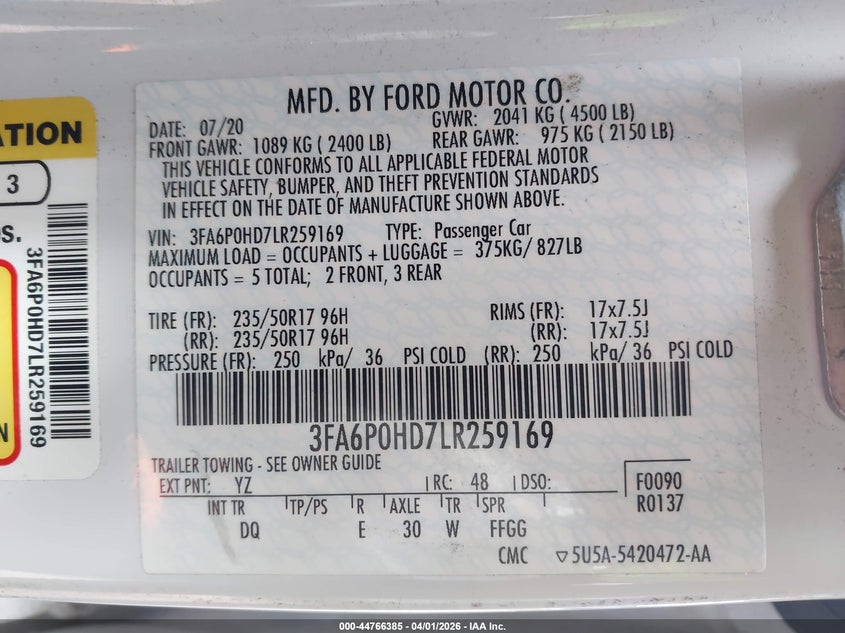 ATION
3
S.
3FA6P0HD7LR259169
N
MFD. BY FORD MOTOR CO.
DATE: 07/20 GVWR: 2041 KG ( 4500 LB)
FRONT GAWR: 1089 KG ( 2400 LB) REAR GAWR: 975 KG ( 2150 LB)
THIS VEHICLE CONFORMS TO ALL APPLICABLE FEDERAL MOTOR
VEHICLE SAFETY, BUMPER, AND THEFT PREVENTION STANDARDS
IN EFFECT ON THE DATE OF MANUFACTURE SHOWN ABOVE.
VIN: 3FA6P0HD7LR259169 TYPE: Passenger Car
MAXIMUM LOAD = OCCUPANTS + LUGGAGE = 375KG/ 827LB
OCCUPANTS = 5 TOTAL; 2 FRONT, 3 REAR
TIRE (FR): 235/50R17 96H RIMS (FR): 17x7.5J
(RR): 235/50R17 96H (RR): 17x7.5J
PRESSURE (FR): 250 kPa/ 36 PSI COLD (RR): 250 kPa/ 36 PSI COLD
3FA6P0HD7LR259169
TRAILER TOWING - SEE OWNER GUIDE
EXT PNT: YZ RC: 48 DSO: F0090
R0137
INT TR TP/PS R AXLE TR SPR
DQ E 30 W FFGG
CMC ▽5U5A-5420472-AA
000-44766385 04/01/2026 - IAA Inc.